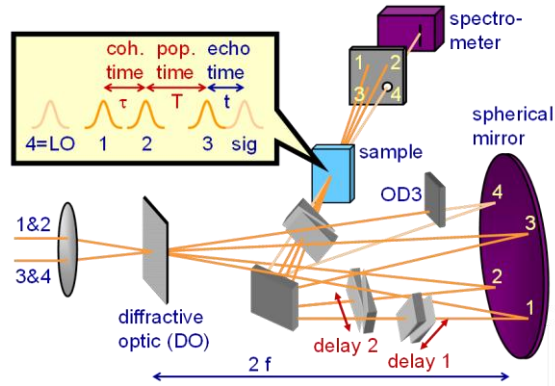 spectro-
meter
coh. pop. echo
time time time
τ T t
4=LO 1 2 3 sig
1 2
3 4
sample
spherical
mirror
OD3
4
3
2
1
1&2
3&4
diffractive
optic (DO)
delay 2
delay 1
2 f